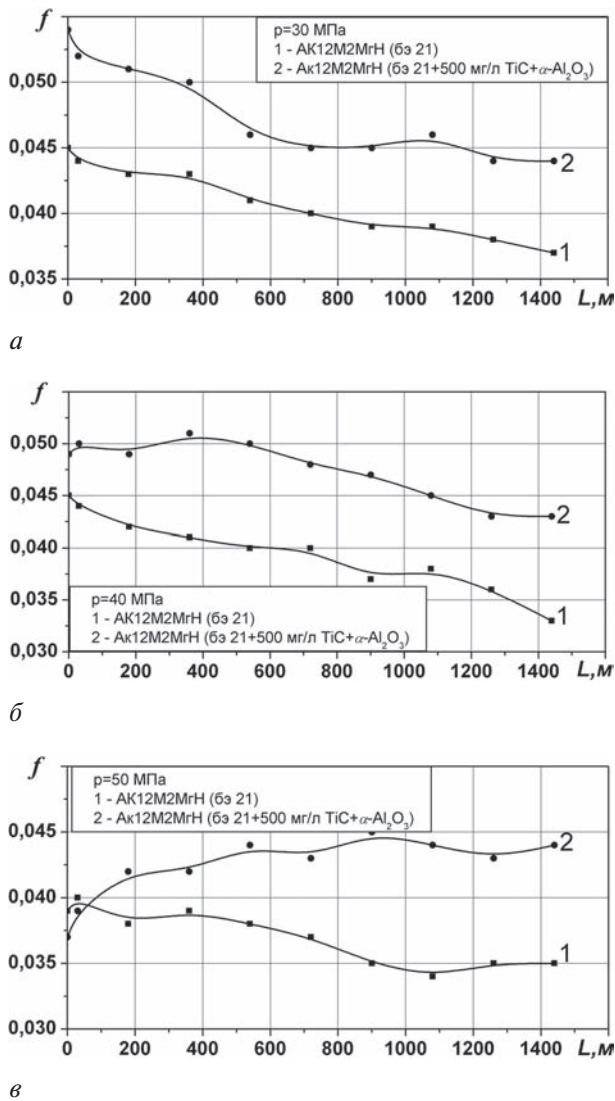 f
p=30 МПа
1 - АК12М2МгН (бэ 21)
2 - Ак12М2МгН (бэ 21+500 мг/л TiC+α-Al₂O₃)
0,050
0,045
0,040
0,035
2
1
0 200 400 600 800 1000 1200 1400 L,м
а
f
0,050
0,045
0,040
0,035
0,030
2
1
p=40 МПа
1 - АК12М2МгН (бэ 21)
2 - Ак12М2МгН (бэ 21+500 мг/л TiC+α-Al₂O₃)
0 200 400 600 800 1000 1200 1400 L,м
б
f
p=50 МПа
1 - АК12М2МгН (бэ 21)
2 - Ак12М2МгН (бэ 21+500 мг/л TiC+α-Al₂O₃)
0,045
0,040
0,035
0,030
2
1
0 200 400 600 800 1000 1200 1400 L,м
в